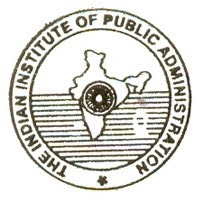 THE INDIAN INSTITUTE OF PUBLIC ADMINISTRATION